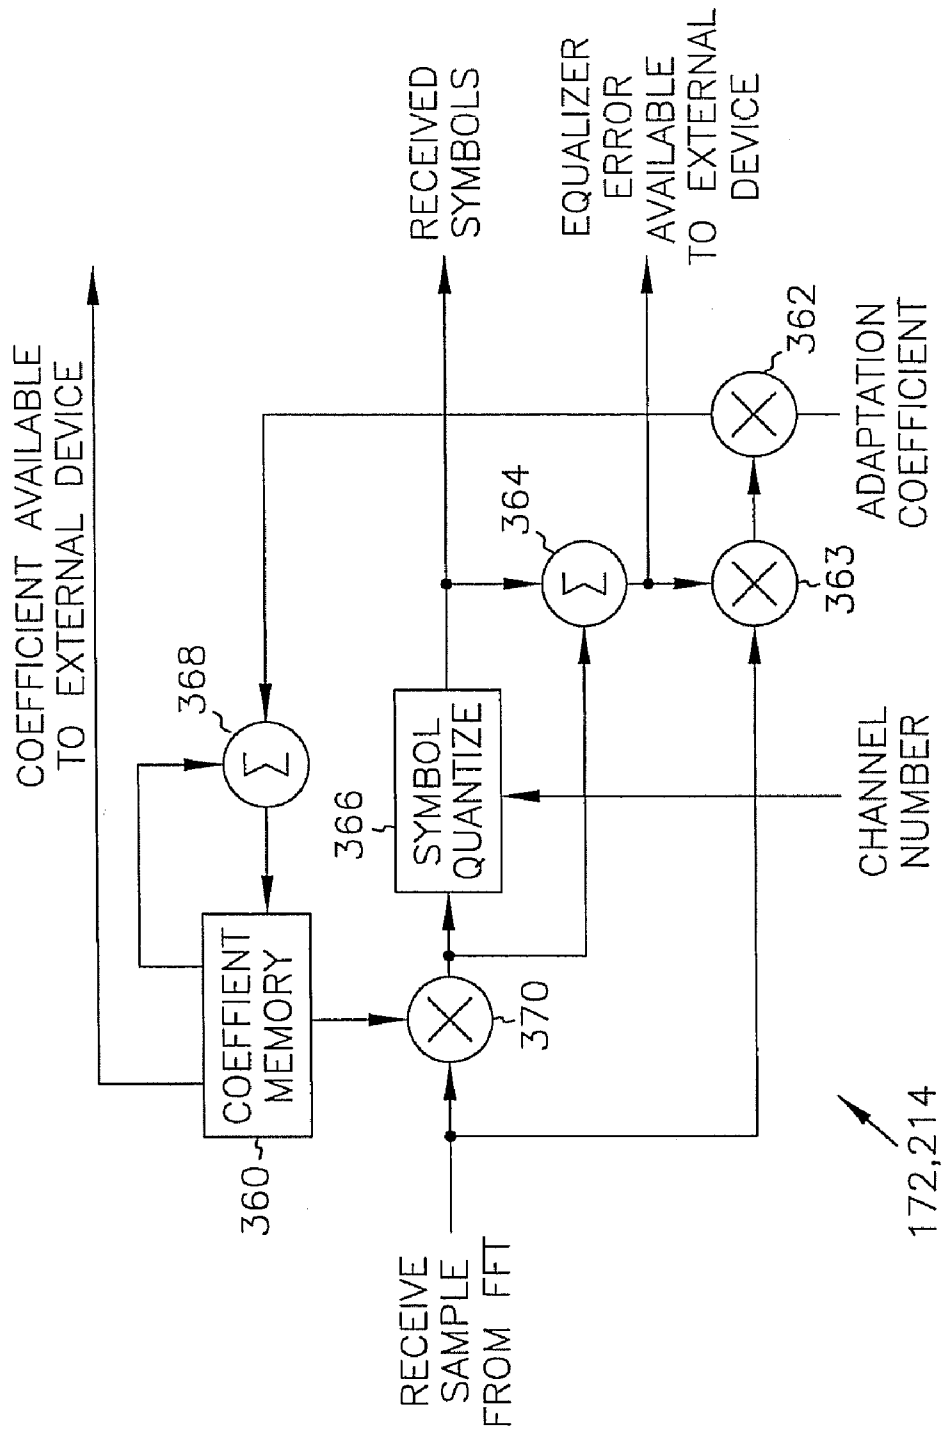 COEFFICIENT AVAILABLE
TO EXTERNAL DEVICE
360
COEFFIENT
MEMORY
368
Σ
RECEIVE
SAMPLE
FROM FFT
370
366
SYMBOL
QUANTIZE
364
Σ
RECEIVED
SYMBOLS
EQUALIZER
ERROR
AVAILABLE
TO EXTERNAL
DEVICE
363
362
CHANNEL
NUMBER
ADAPTATION
COEFFICIENT
172,214